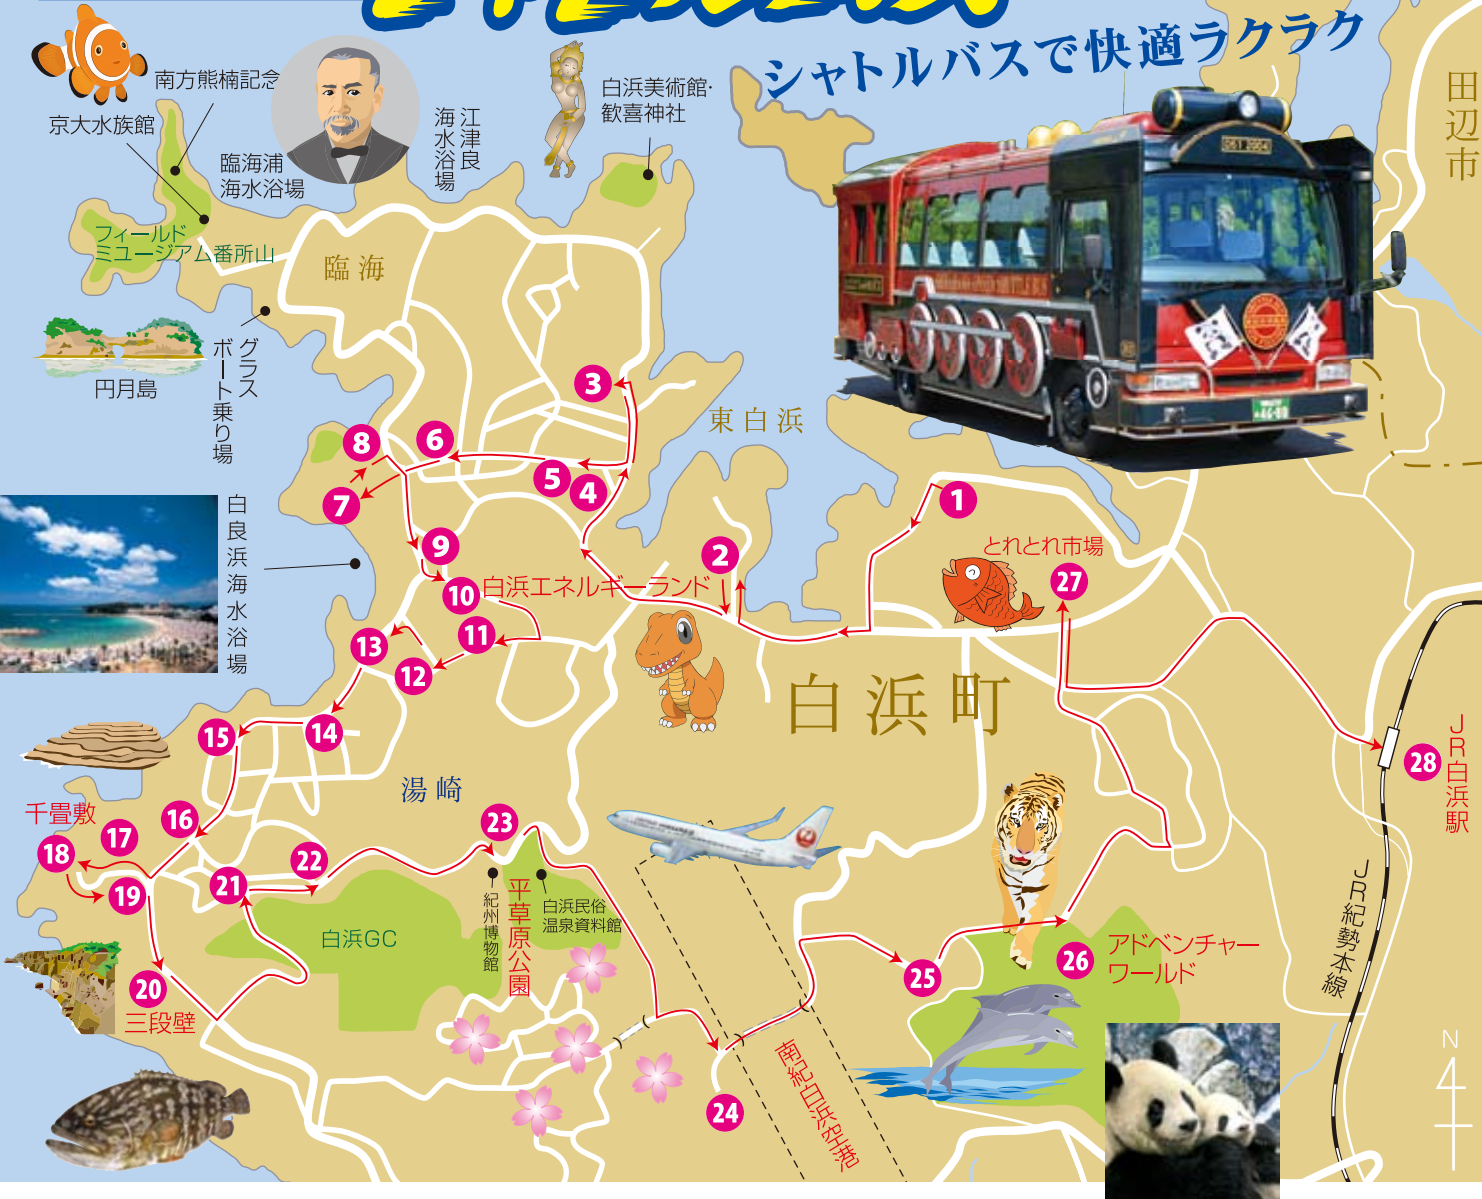 シャトルバスで快適ラクラク
田辺市
南方熊楠記念
京大水族館
臨海浦
海水浴場
江津良
海水浴場
白浜美術館・
歓喜神社
フィールド
ミュージアム番所山
臨海
円月島
グラス
ボート乗り場
東白浜
3
8
6
5
4
7
1
2
9
10
白浜エネルギーランド
とれとれ市場
27
白良浜海水浴場
11
13
12
白浜町
15
14
JR白浜駅
28
湯崎
千畳敷
16
17
18
19
21
22
23
紀州博物館
平草原公園
白浜民俗
温泉資料館
白浜GC
20
三段壁
25
26
アドベンチャー
ワールド
JR紀勢本線
24
南紀白浜空港
N